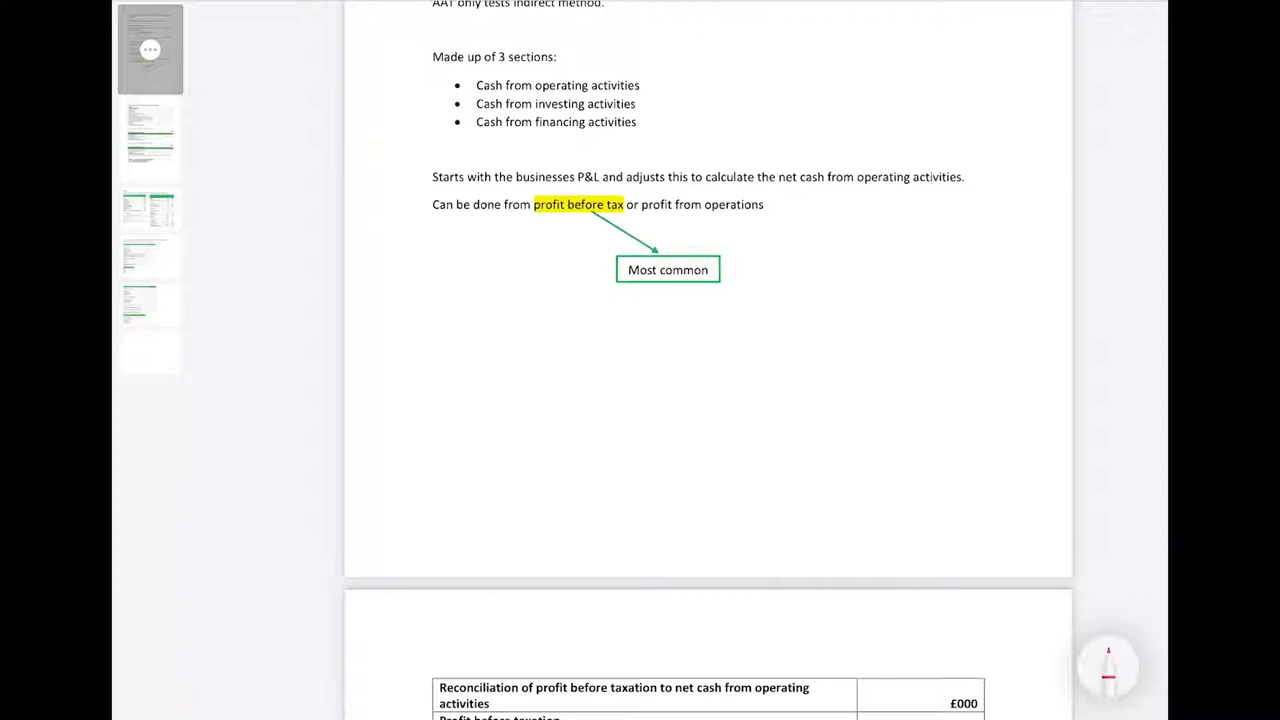 AAT only tests indirect method.
Made up of 3 sections:
• Cash from operating activities
• Cash from investing activities
• Cash from financing activities
Starts with the businesses P&L and adjusts this to calculate the net cash from operating activities.
Can be done from profit before tax or profit from operations
Most common
Reconciliation of profit before taxation to net cash from operating
activities £000
Profit before taxation